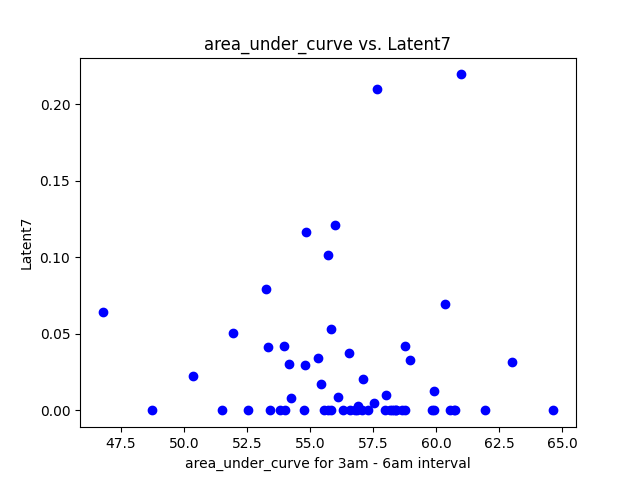 area_under_curve vs. Latent7
0.20
0.15
0.10
0.05
0.00
Latent7
47.5 50.0 52.5 55.0 57.5 60.0 62.5 65.0
area_under_curve for 3am - 6am interval